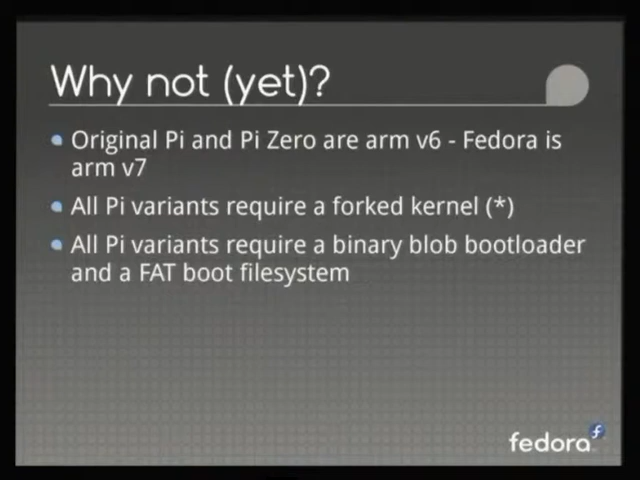 Why not (yet)?
Original Pi and Pi Zero are arm v6 - Fedora is
arm v7
All Pi variants require a forked kernel (*)
All Pi variants require a binary blob bootloader
and a FAT boot filesystem
fedora